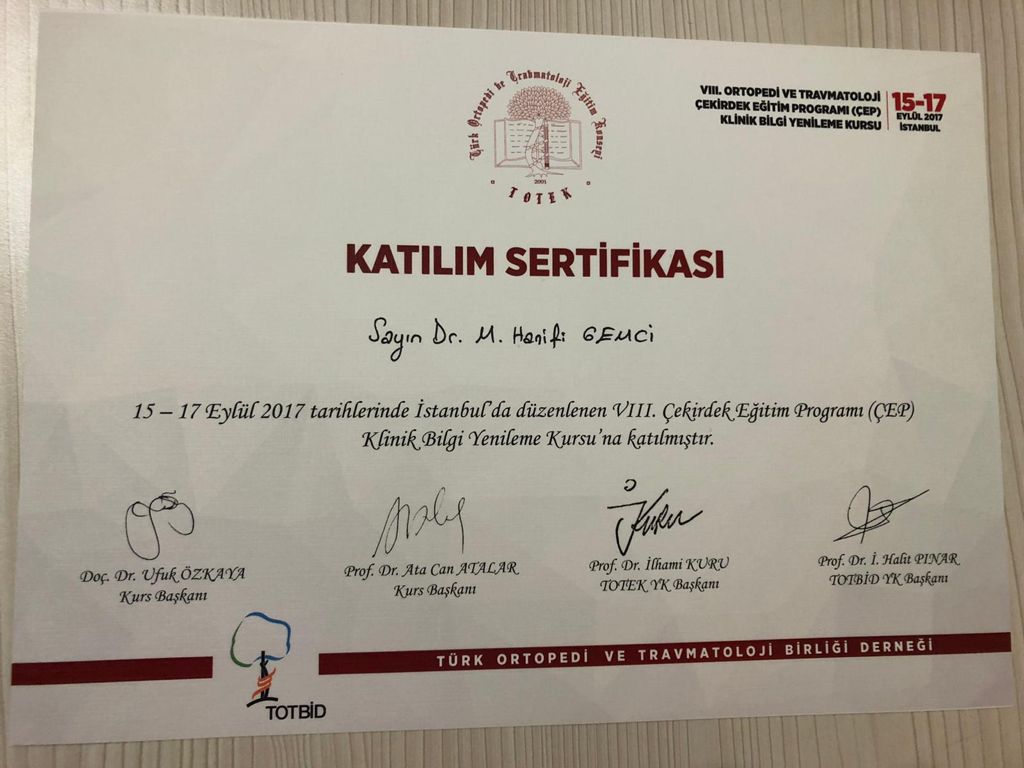 Türk Ortopedi ve Travmatoloji Eğitim Konseyi
2001
TOTEK
VIII. ORTOPEDİ VE TRAVMATOLOJİ
ÇEKİRDEK EĞİTİM PROGRAMI (ÇEP)
KLİNİK BİLGİ YENİLEME KURSU
15-17
EYLÜL 2017
İSTANBUL
KATILIM SERTİFİKASI
Sayın Dr. M. Hanifi GEMCİ
15 – 17 Eylül 2017 tarihlerinde İstanbul'da düzenlenen VIII. Çekirdek Eğitim Programı (ÇEP)
Klinik Bilgi Yenileme Kursu'na katılmıştır.
Doç. Dr. Ufuk ÖZKAYA
Kurs Başkanı
Prof. Dr. Ata Can ATALAR
Kurs Başkanı
Prof. Dr. İlhami KURU
TOTEK YK Başkanı
Prof. Dr. İ. Halit PINAR
TOTBİD YK Başkanı
TOTBİD
TÜRK ORTOPEDİ VE TRAVMATOLOJİ BİRLİĞİ DERNEĞİ